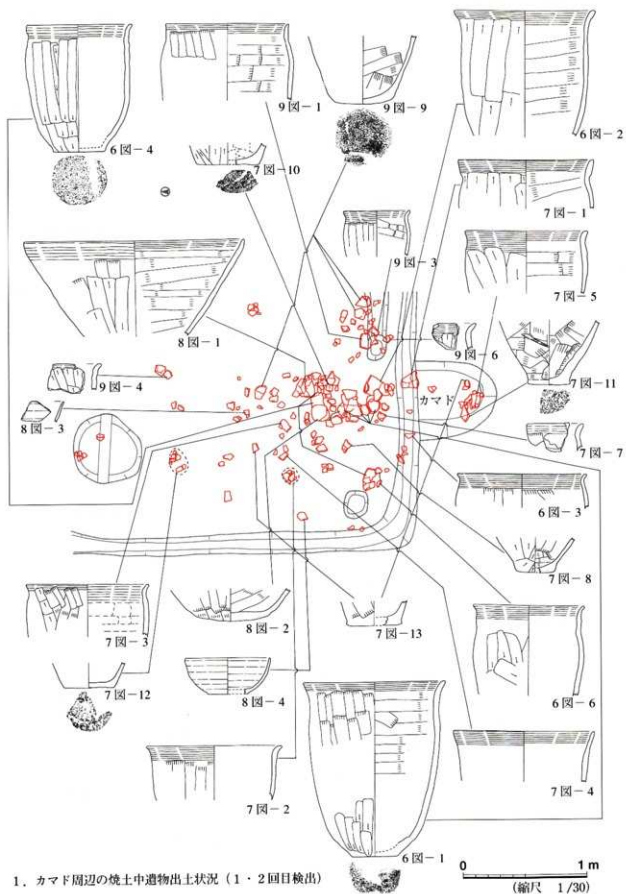 6図-4
9図-1
9図-9
6図-2
7図-10
7図-1
9図-3
7図-5
8図-1
9図-6
7図-11
9図-4
カマド
8図-3
7図-7
6図-3
7図-8
7図-3
8図-2
7図-13
7図-12
8図-4
6図-6
7図-2
7図-4
6図-1
0 1m
(縮尺 1/30)
1. カマド周辺の焼土中遺物出土状況(1・2回目検出)